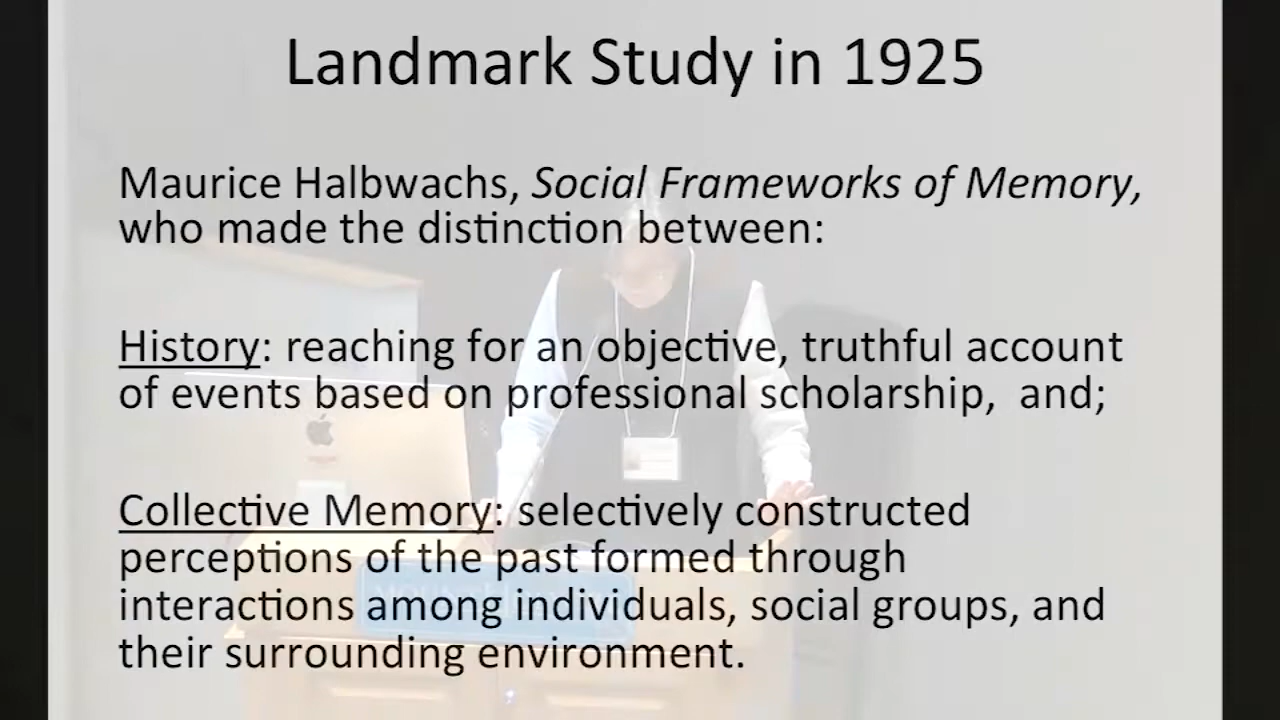 Landmark Study in 1925
Maurice Halbwachs, Social Frameworks of Memory,
who made the distinction between:
History: reaching for an objective, truthful account
of events based on professional scholarship,  and;
Collective Memory: selectively constructed
perceptions of the past formed through
interactions among individuals, social groups, and
their surrounding environment.